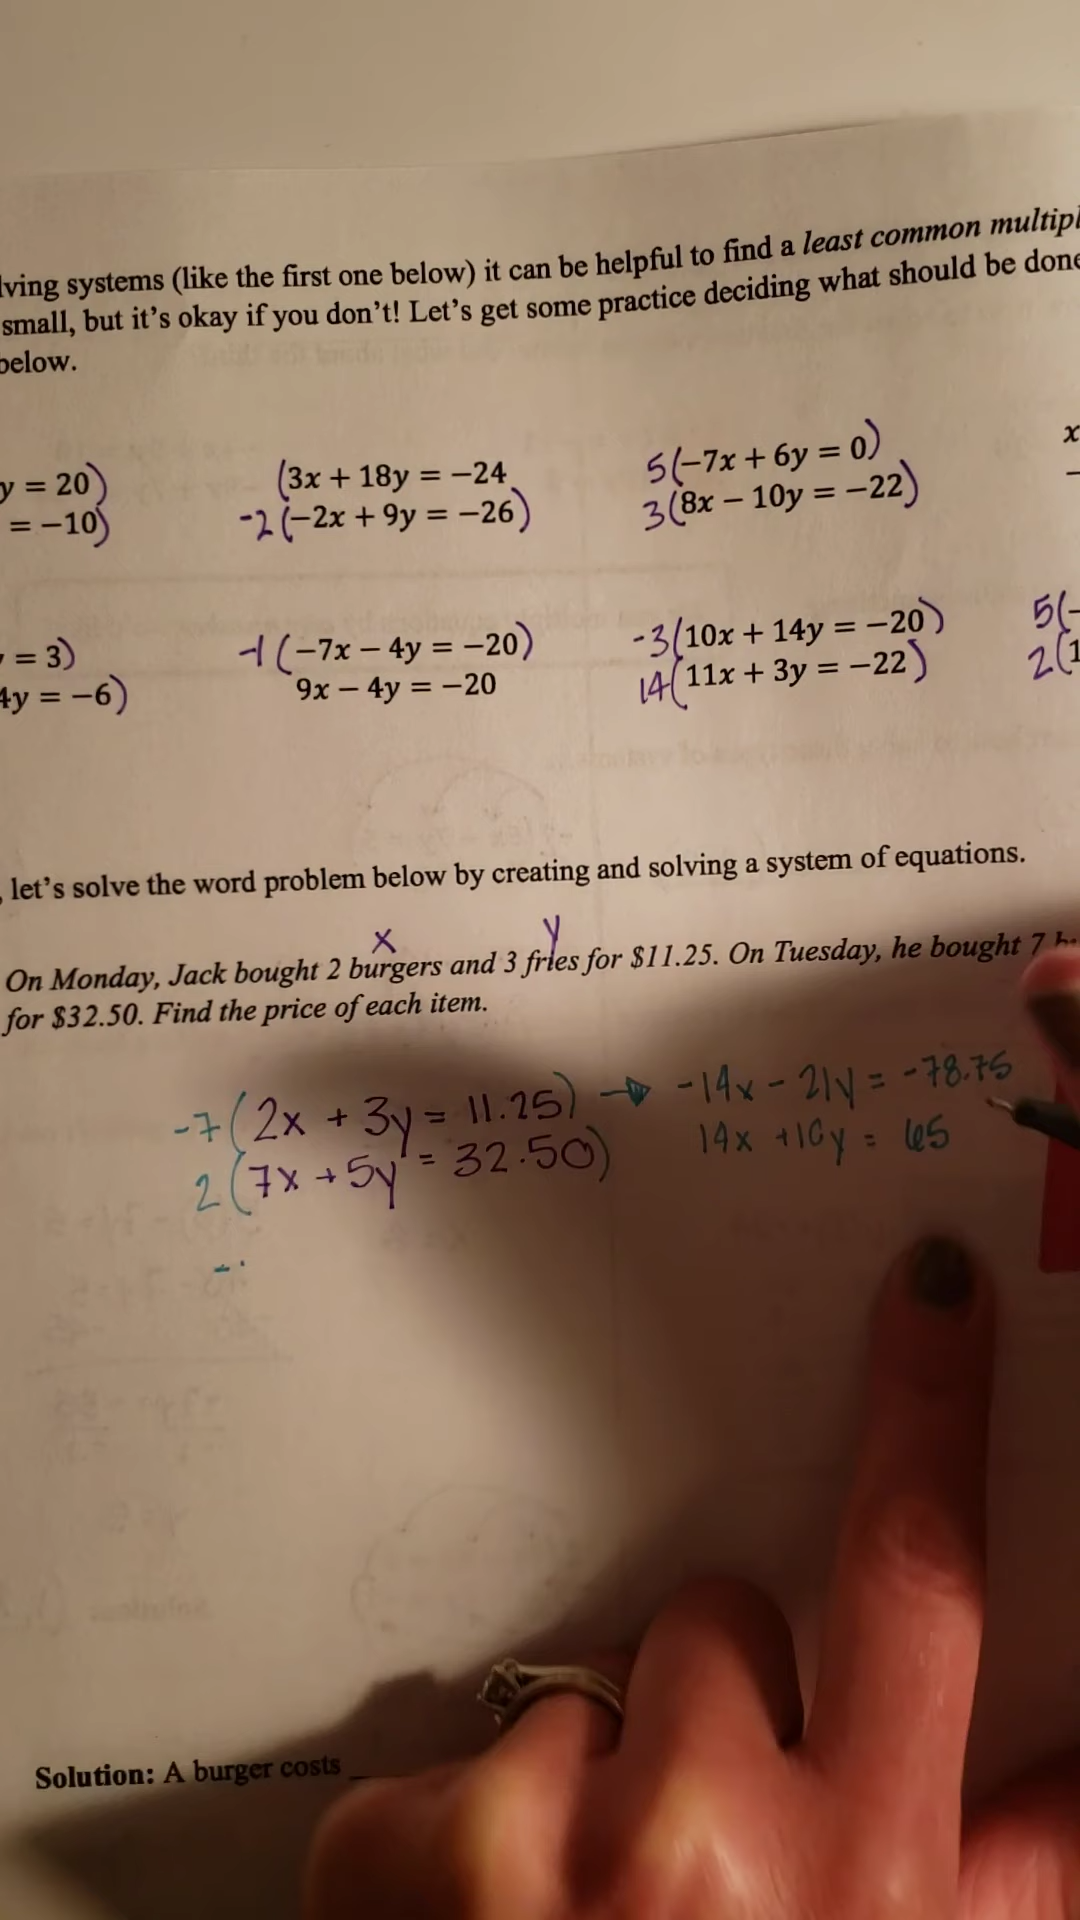 lving systems (like the first one below) it can be helpful to find a least common multipl
small, but it's okay if you don't! Let's get some practice deciding what should be done
below.
y = 20)
= -10)
(3x + 18y = -24
-2(-2x + 9y = -26)
5(-7x + 6y = 0)
3(8x - 10y = -22)
x
-
= 3)
4y = -6)
-1(-7x - 4y = -20)
9x - 4y = -20
-3(10x + 14y = -20)
14(11x + 3y = -22)
5(-
2(1
, let's solve the word problem below by creating and solving a system of equations.
x y
On Monday, Jack bought 2 burgers and 3 fries for $11.25. On Tuesday, he bought 7
for $32.50. Find the price of each item.
-7(2x + 3y = 11.25) → -14x - 21y = -78.75
2(7x + 5y = 32.50) 14x + 10y = 65
Solution: A burger costs